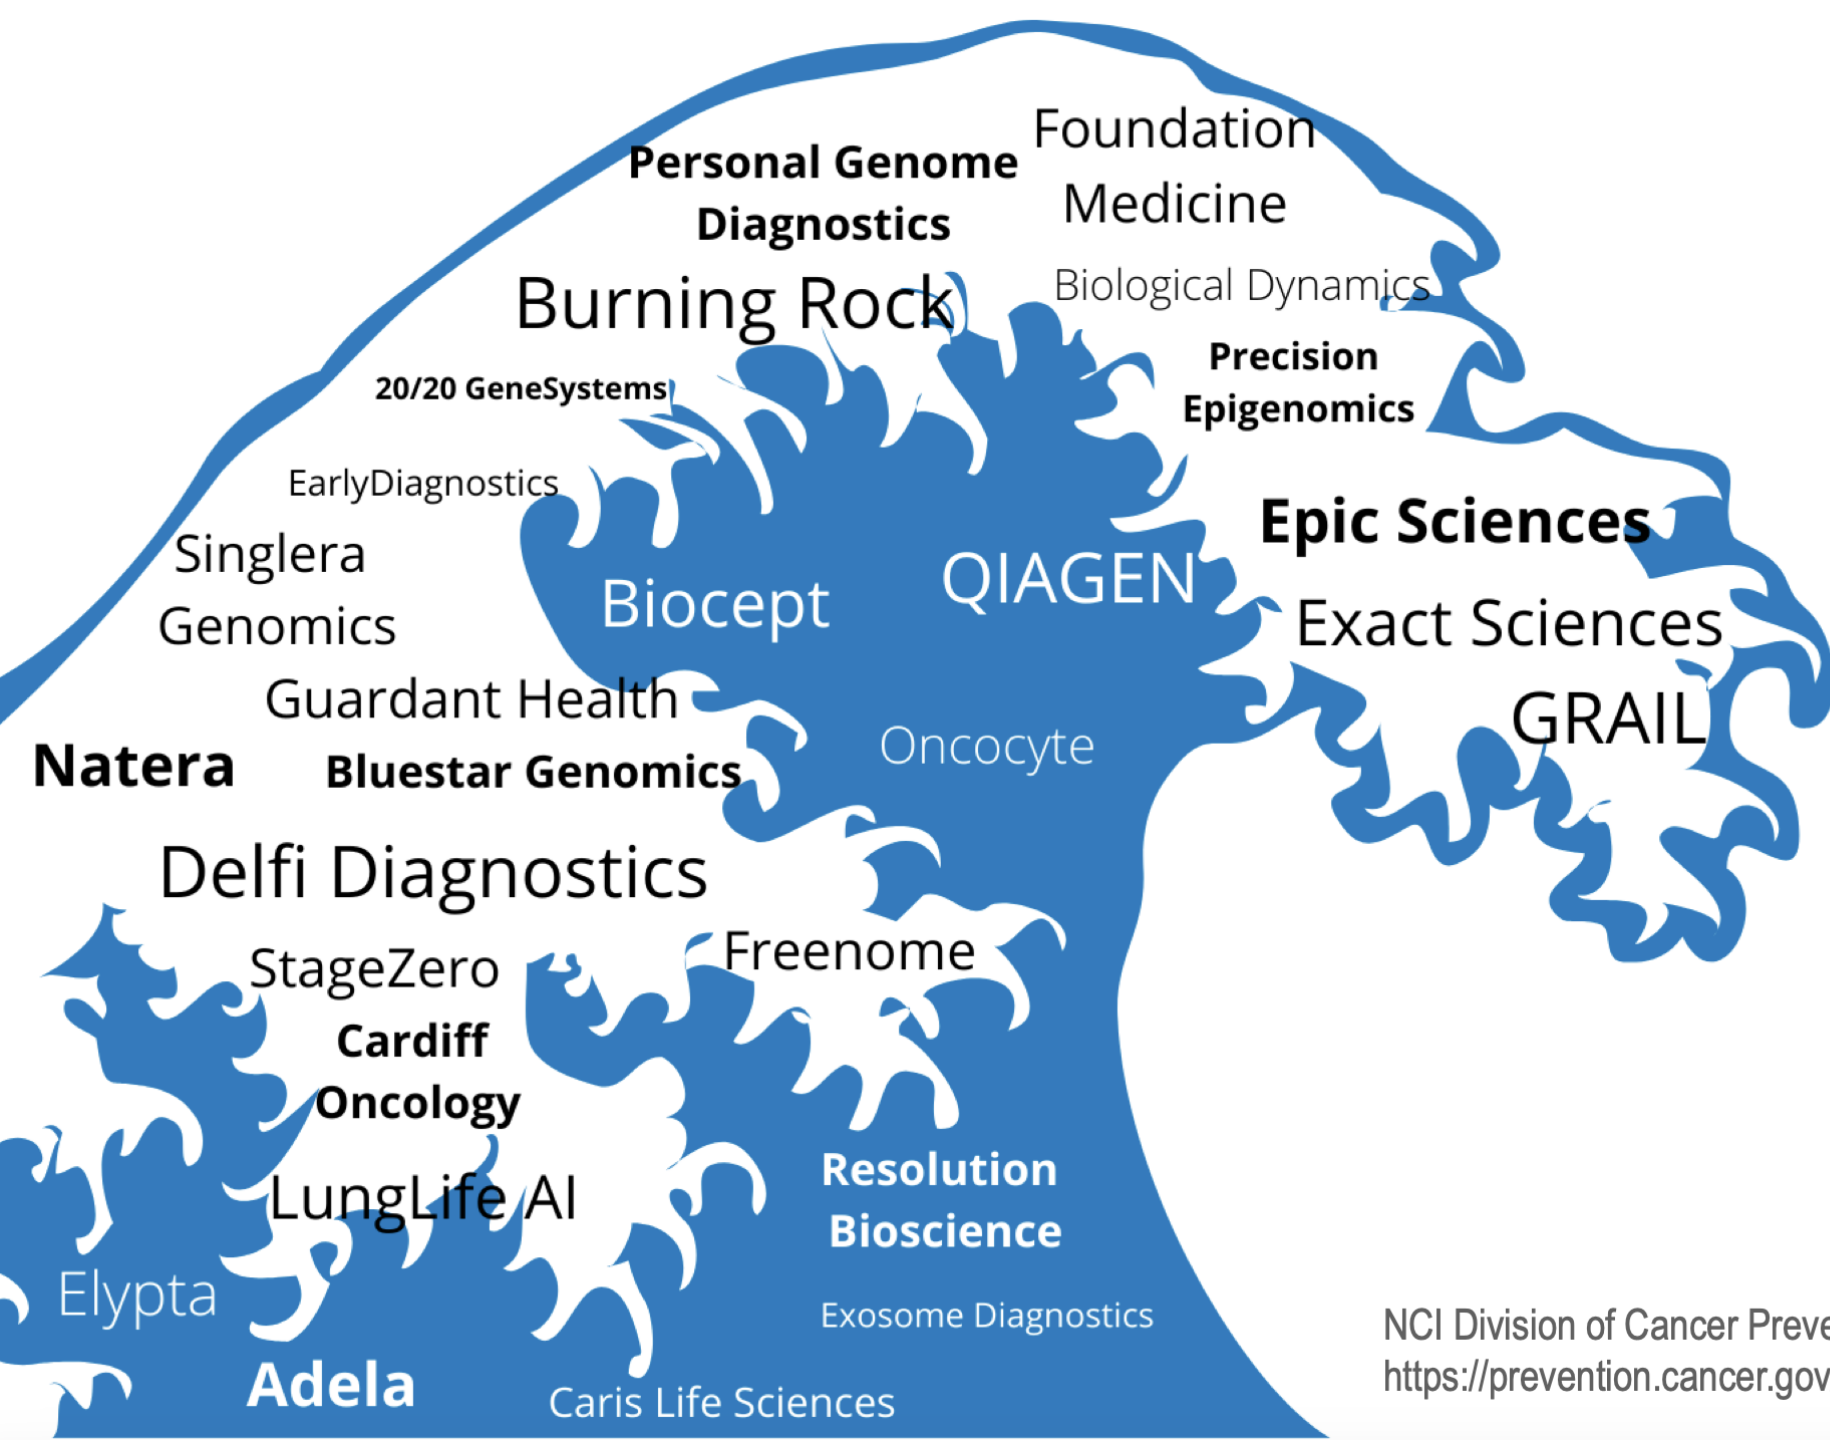 Foundation
Medicine
Personal Genome
Diagnostics
Burning Rock
Biological Dynamics
Precision
Epigenomics
20/20 GeneSystems
EarlyDiagnostics
Epic Sciences
Singlera
Genomics
Biocept
QIAGEN
Exact Sciences
Guardant Health
GRAIL
Natera
Bluestar Genomics
Oncocyte
Delfi Diagnostics
StageZero
Freenome
Cardiff
Oncology
LungLife AI
Resolution
Bioscience
Elypta
Exosome Diagnostics
Adela
Caris Life Sciences
NCI Division of Cancer Preve
https://prevention.cancer.gov